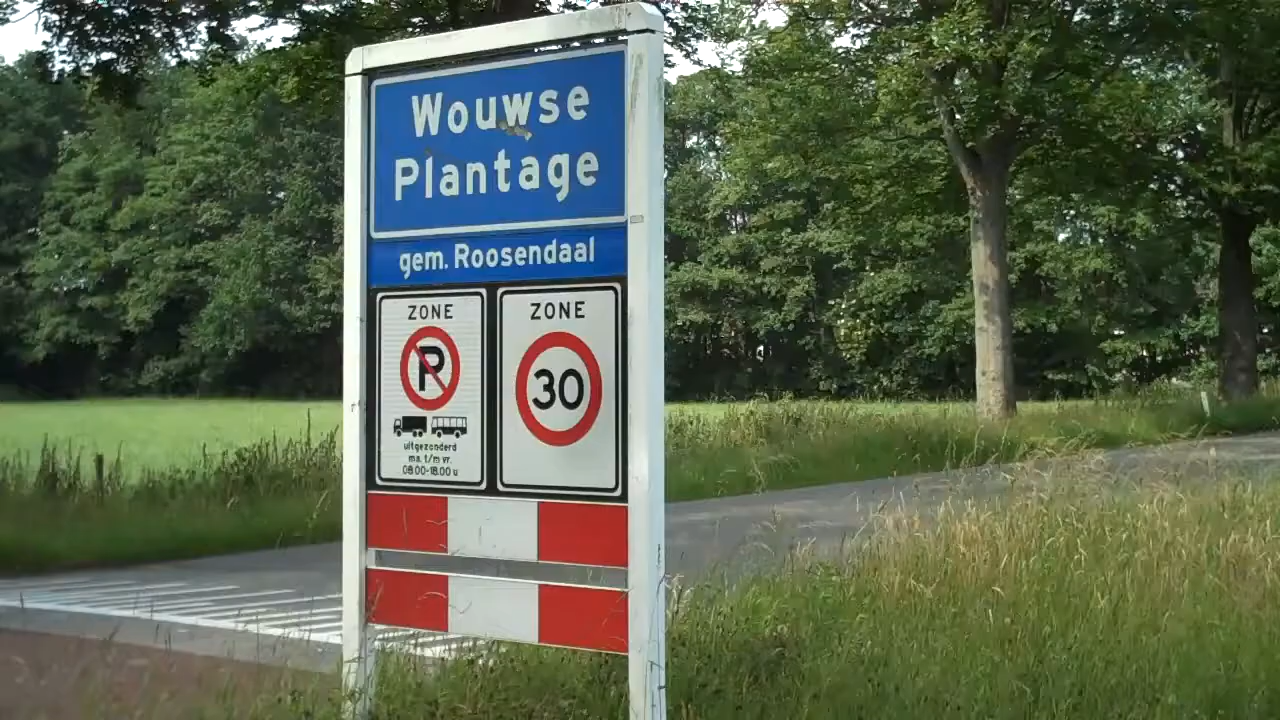 Wouwse
Plantage
gem. Roosendaal
ZONE
P
uitgezonderd
ma. t/m vr.
08.00-18.00 u
ZONE
30